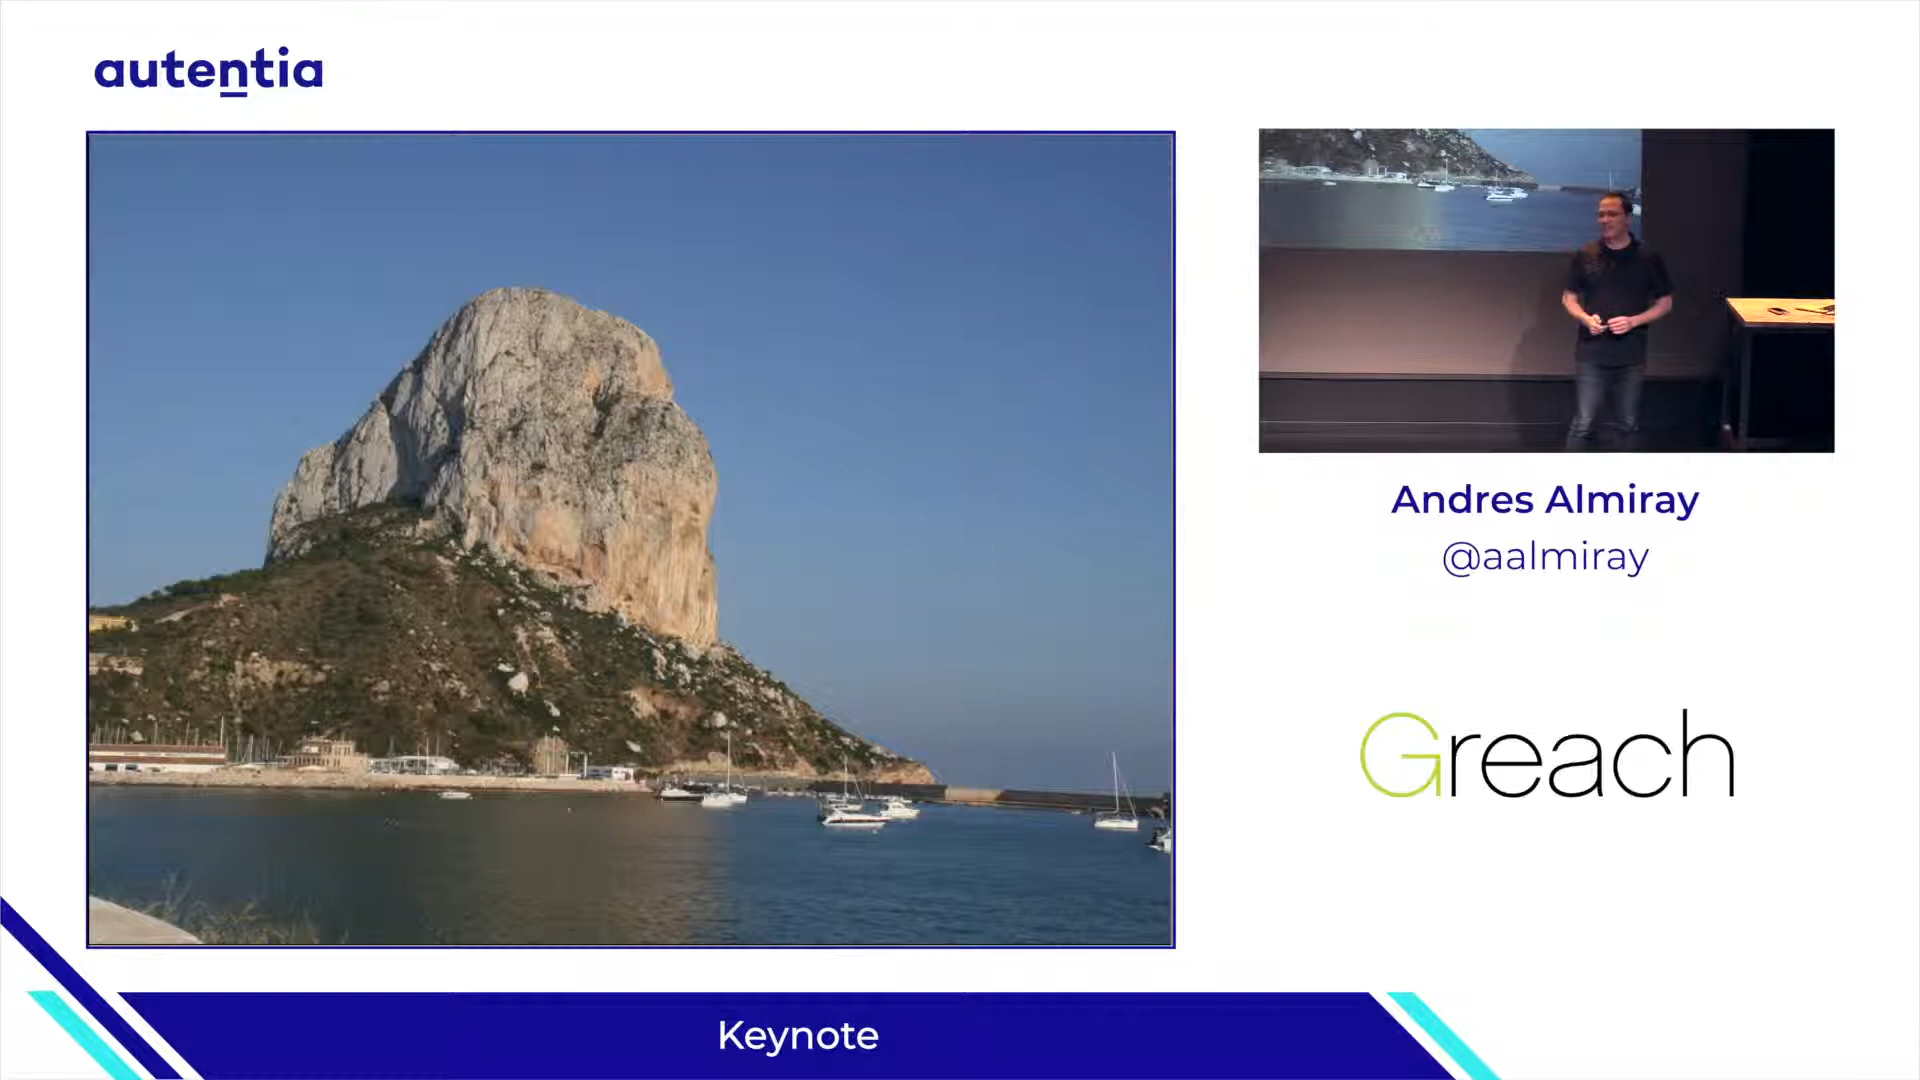 autentia
Andres Almiray
@aalmiray
Greach
Keynote